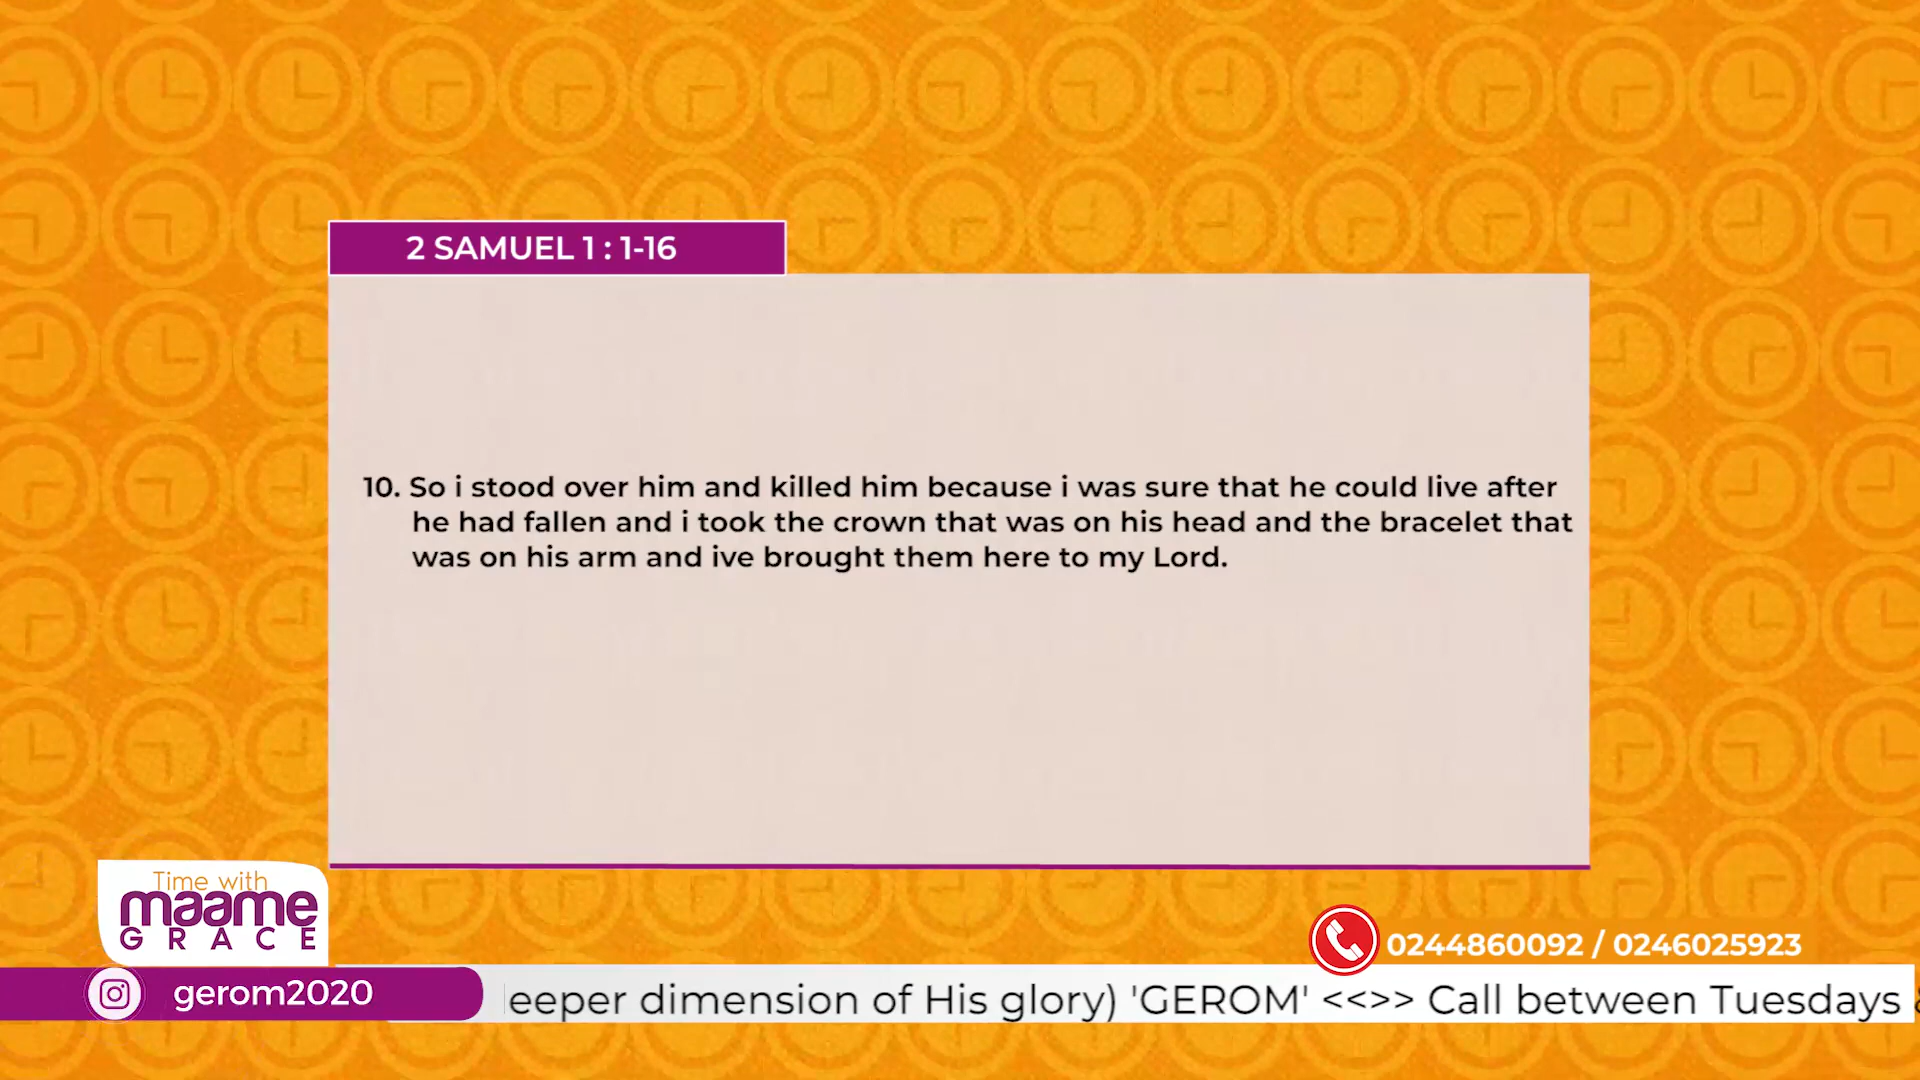 2 SAMUEL 1 : 1-16
10. So i stood over him and killed him because i was sure that he could live after
he had fallen and i took the crown that was on his head and the bracelet that
was on his arm and ive brought them here to my Lord.
Time with
maame
GRACE
0244860092 / 0246025923
gerom2020
eeper dimension of His glory) 'GEROM' <<>> Call between Tuesdays